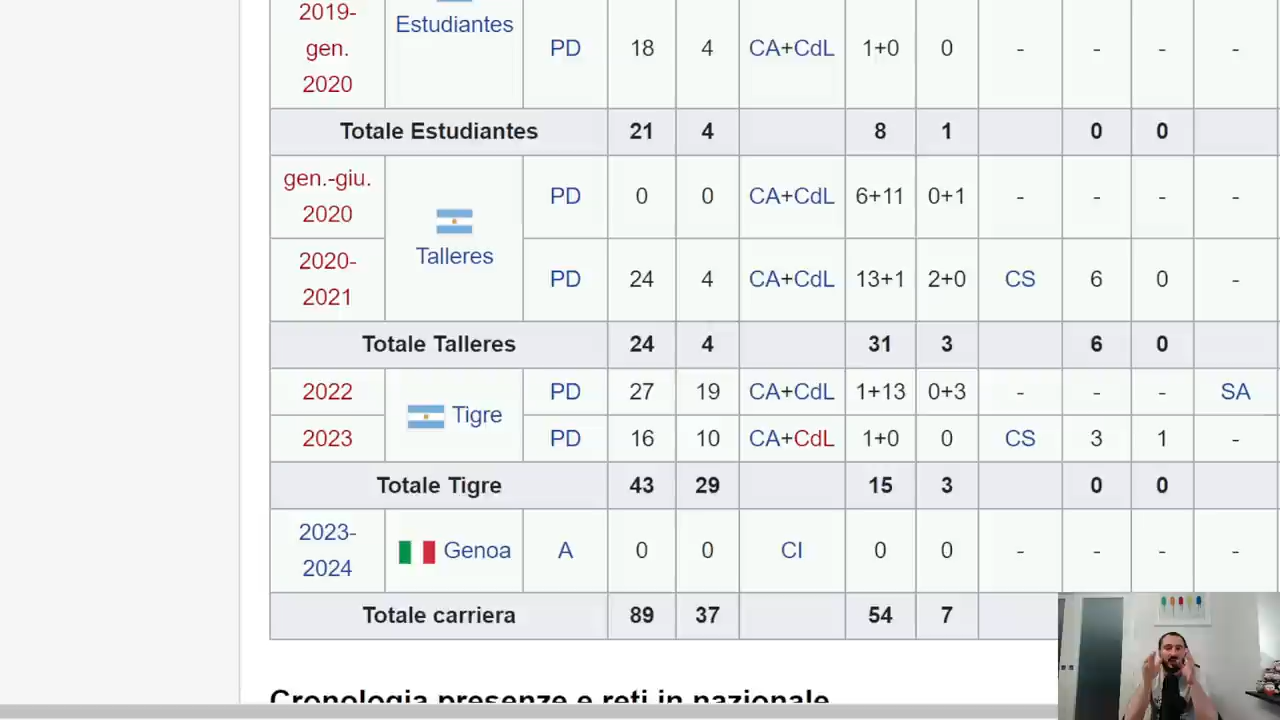 2019-
gen.
2020
Estudiantes
PD 18 4 CA+CdL 1+0 0 - - - -
Totale Estudiantes 21 4 8 1 0 0
gen.-giu.
2020
Talleres
PD 0 0 CA+CdL 6+11 0+1 - - - -
2020-
2021
PD 24 4 CA+CdL 13+1 2+0 CS 6 0 -
Totale Talleres 24 4 31 3 6 0
2022 Tigre PD 27 19 CA+CdL 1+13 0+3 - - - SA
2023 PD 16 10 CA+CdL 1+0 0 CS 3 1 -
Totale Tigre 43 29 15 3 0 0
2023-
2024
Genoa A 0 0 CI 0 0 - - - -
Totale carriera 89 37 54 7
Cronologia presenze e reti in nazionale